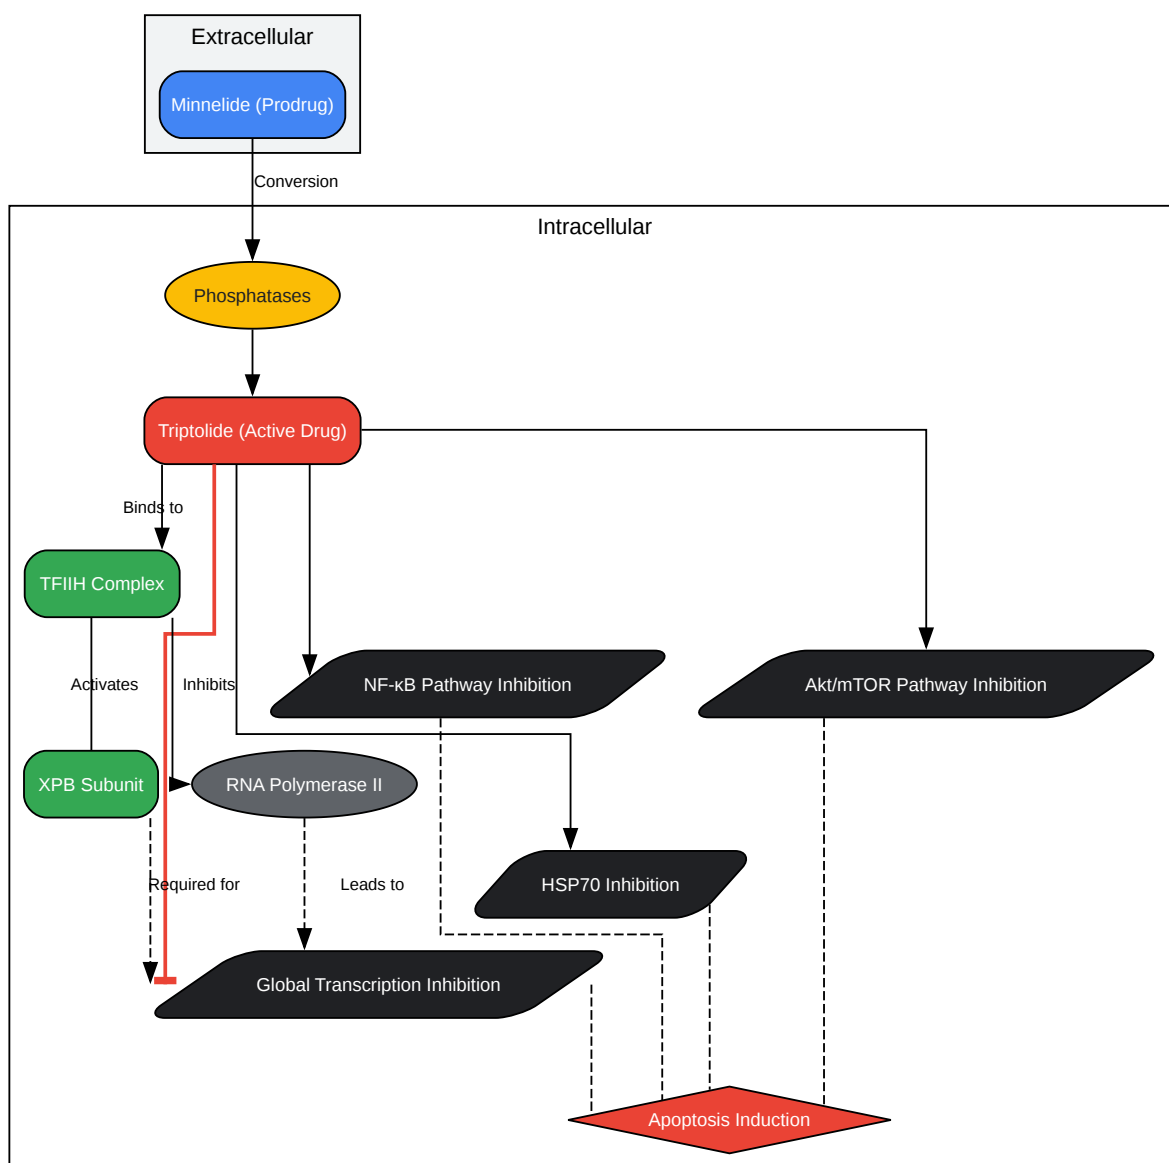 Extracellular
Minnelide (Prodrug)
Conversion
Intracellular
Phosphatases
Triptolide (Active Drug)
Binds to
TFIIH Complex
Activates
Inhibits
NF-κB Pathway Inhibition
Akt/mTOR Pathway Inhibition
XPB Subunit
RNA Polymerase II
Required for
Leads to
HSP70 Inhibition
Global Transcription Inhibition
Apoptosis Induction